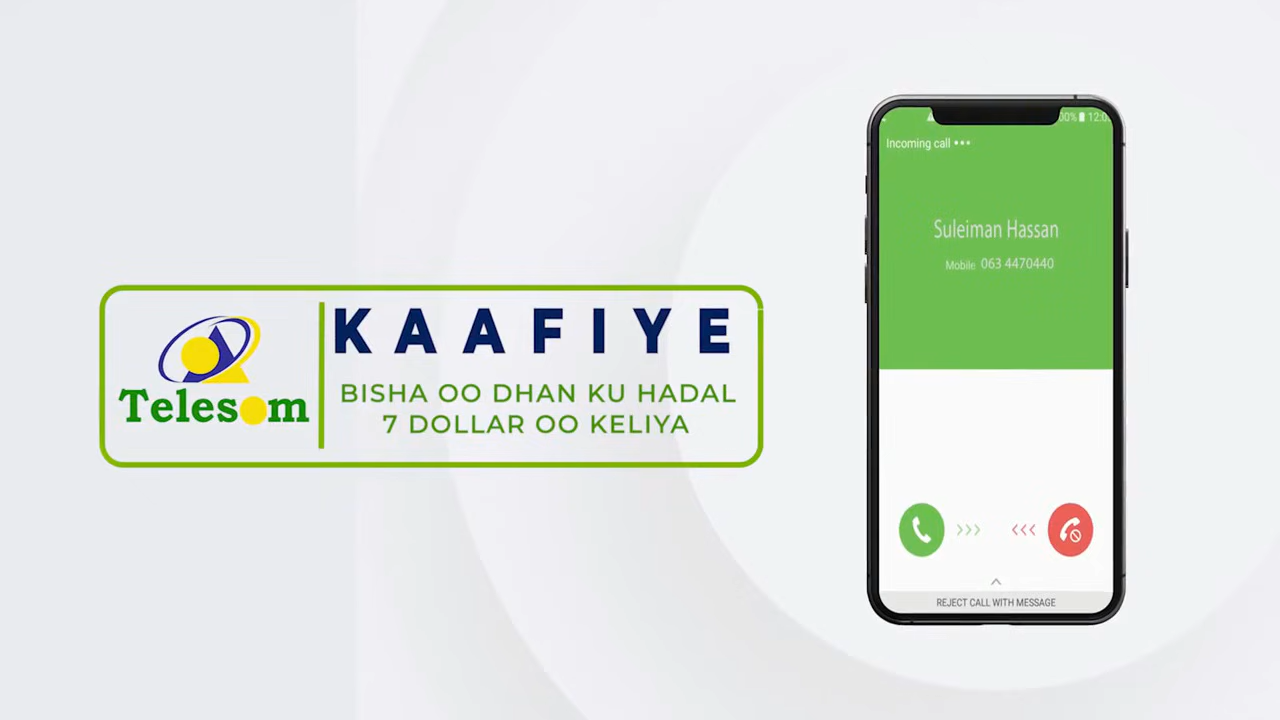 Telesom
KAAFIYE
BISHA OO DHAN KU HADAL
7 DOLLAR OO KELIYA
Incoming call •••
Suleiman Hassan
Mobile 063 4470440
REJECT CALL WITH MESSAGE